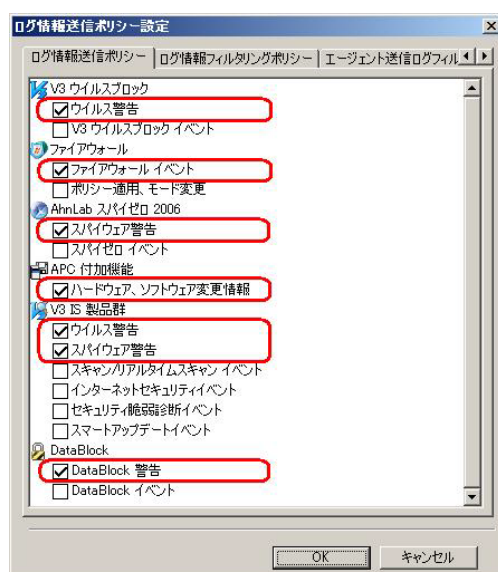 ログ情報送信ポリシー設定
ログ情報送信ポリシー ログ情報フィルタリングポリシー エージェント送信ログフィル
V3 ウイルスブロック
ウイルス警告
V3 ウイルスブロック イベント
ファイアウォール
ファイアウォール イベント
ポリシー適用、モード変更
AhnLab スパイゼロ 2006
スパイウェア警告
スパイゼロ イベント
APC 付加機能
ハードウェア、ソフトウェア変更情報
V3 IS 製品群
ウイルス警告
スパイウェア警告
スキャン/リアルタイムスキャン イベント
インターネットセキュリティイベント
セキュリティ脆弱診断イベント
スマートアップデートイベント
DataBlock
DataBlock 警告
DataBlock イベント
OK キャンセル